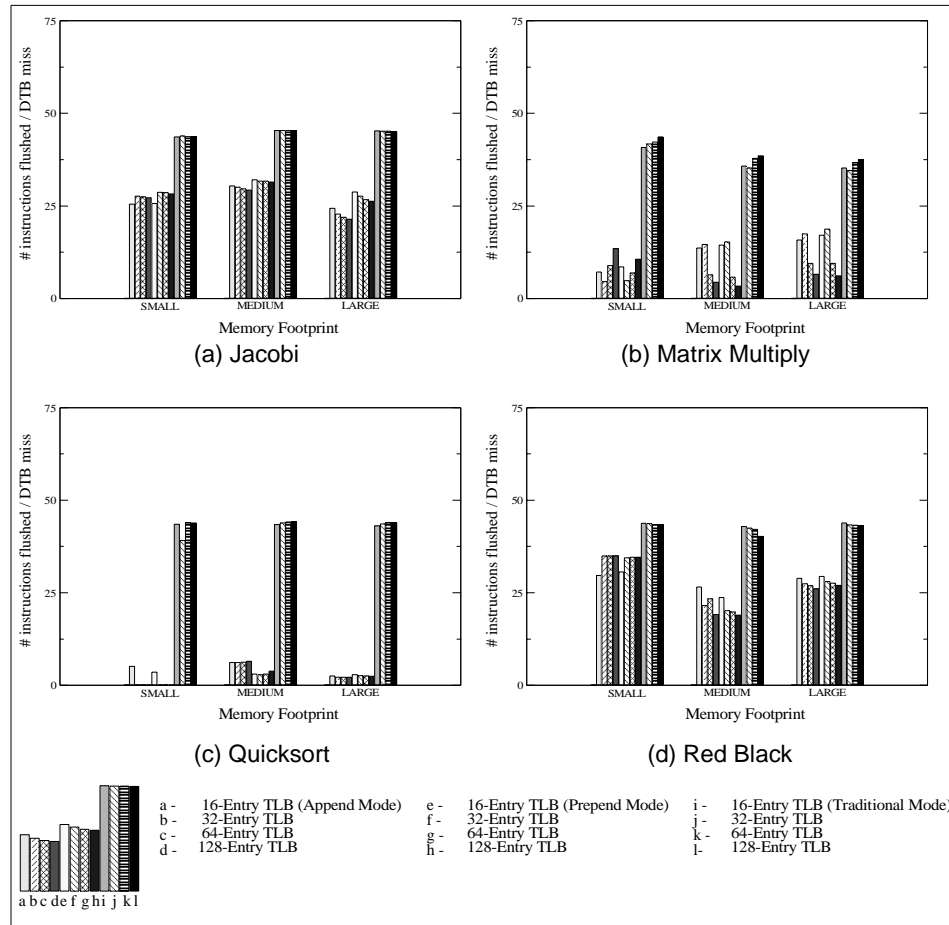 75
50
25
0
# instructions flushed / DTB miss
SMALL MEDIUM LARGE
Memory Footprint
(a) Jacobi
75
50
25
0
# instructions flushed / DTB miss
SMALL MEDIUM LARGE
Memory Footprint
(b) Matrix Multiply
75
50
25
0
# instructions flushed / DTB miss
SMALL MEDIUM LARGE
Memory Footprint
(c) Quicksort
75
50
25
0
# instructions flushed / DTB miss
SMALL MEDIUM LARGE
Memory Footprint
(d) Red Black
a b c d e f g h i j k l
a - 16-Entry TLB (Append Mode)
b - 32-Entry TLB
c - 64-Entry TLB
d - 128-Entry TLB
e - 16-Entry TLB (Prepend Mode)
f - 32-Entry TLB
g - 64-Entry TLB
h - 128-Entry TLB
i - 16-Entry TLB (Traditional Mode)
j - 32-Entry TLB
k - 64-Entry TLB
l- 128-Entry TLB